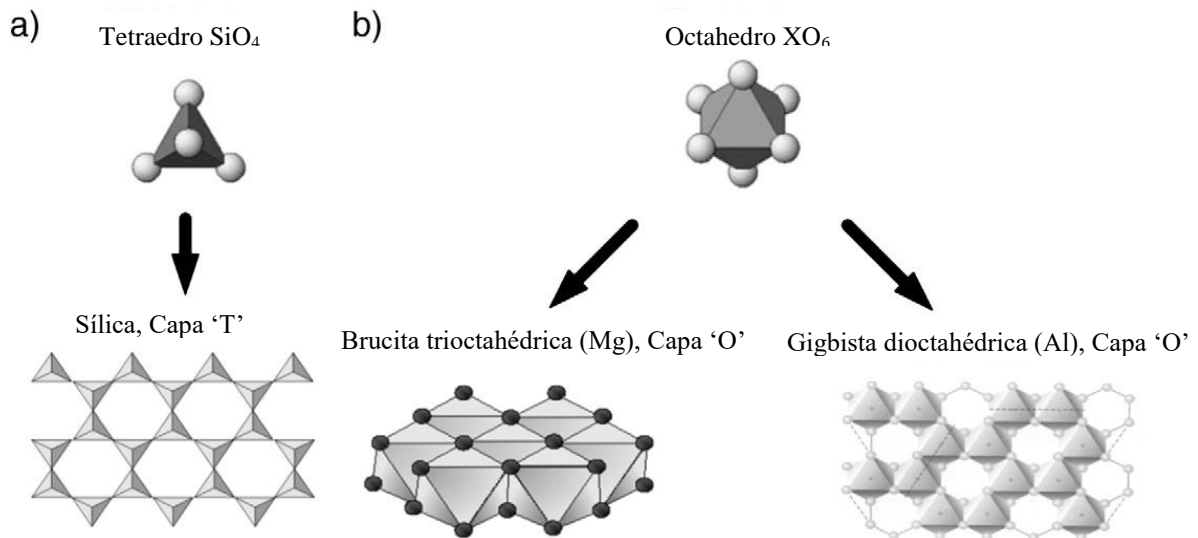 a)
Tetraedro SiO₄
b)
Octahedro XO₆
Sílica, Capa ‘T’
Brucita trioctahédrica (Mg), Capa ‘O’
Gigbista dioctahédrica (Al), Capa ‘O’